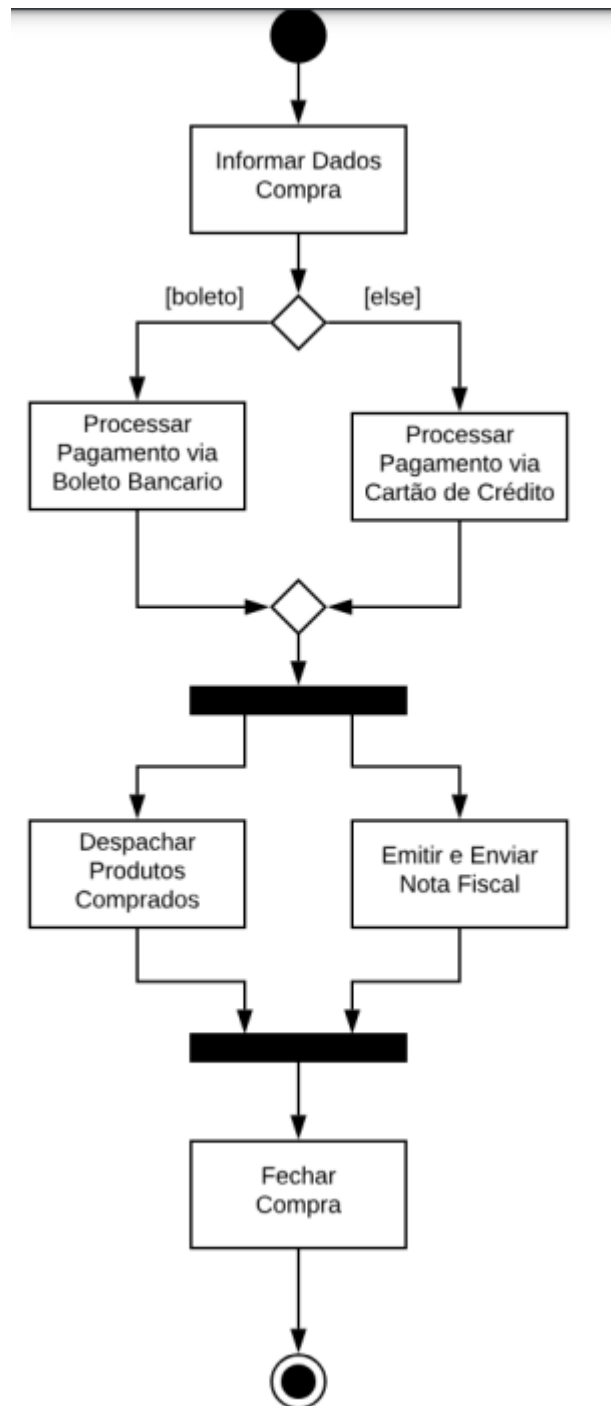 Informar Dados
Compra
[boleto]
[else]
Processar
Pagamento via
Boleto Bancario
Processar
Pagamento via
Cartão de Crédito
Despachar
Produtos
Comprados
Emitir e Enviar
Nota Fiscal
Fechar
Compra